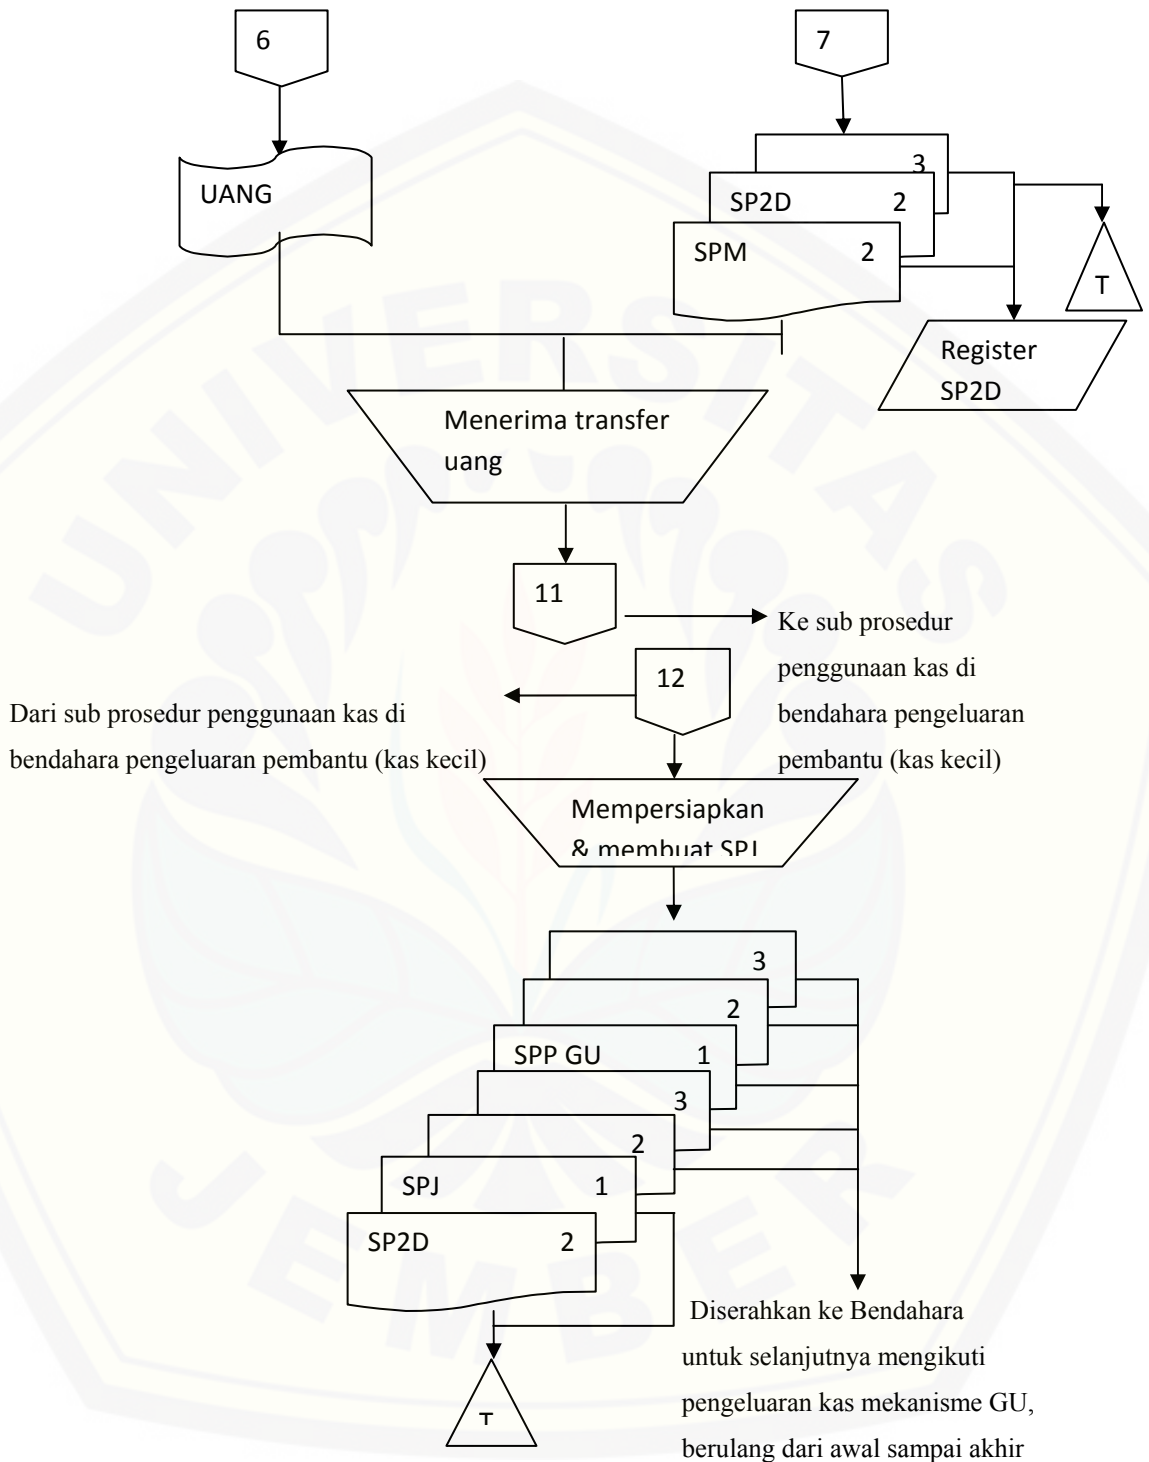 6
7
UANG
3
SP2D 2
SPM 2
T
Register
SP2D
Menerima transfer
uang
11
Ke sub prosedur
penggunaan kas di
bendahara pengeluaran
pembantu (kas kecil)
12
Dari sub prosedur penggunaan kas di
bendahara pengeluaran pembantu (kas kecil)
Mempersiapkan
& membuat SPJ
3
2
SPP GU 1
3
2
SPJ 1
SP2D 2
T
Diserahkan ke Bendahara
untuk selanjutnya mengikuti
pengeluaran kas mekanisme GU,
berulang dari awal sampai akhir
UNIVERSITAS
JEMBER